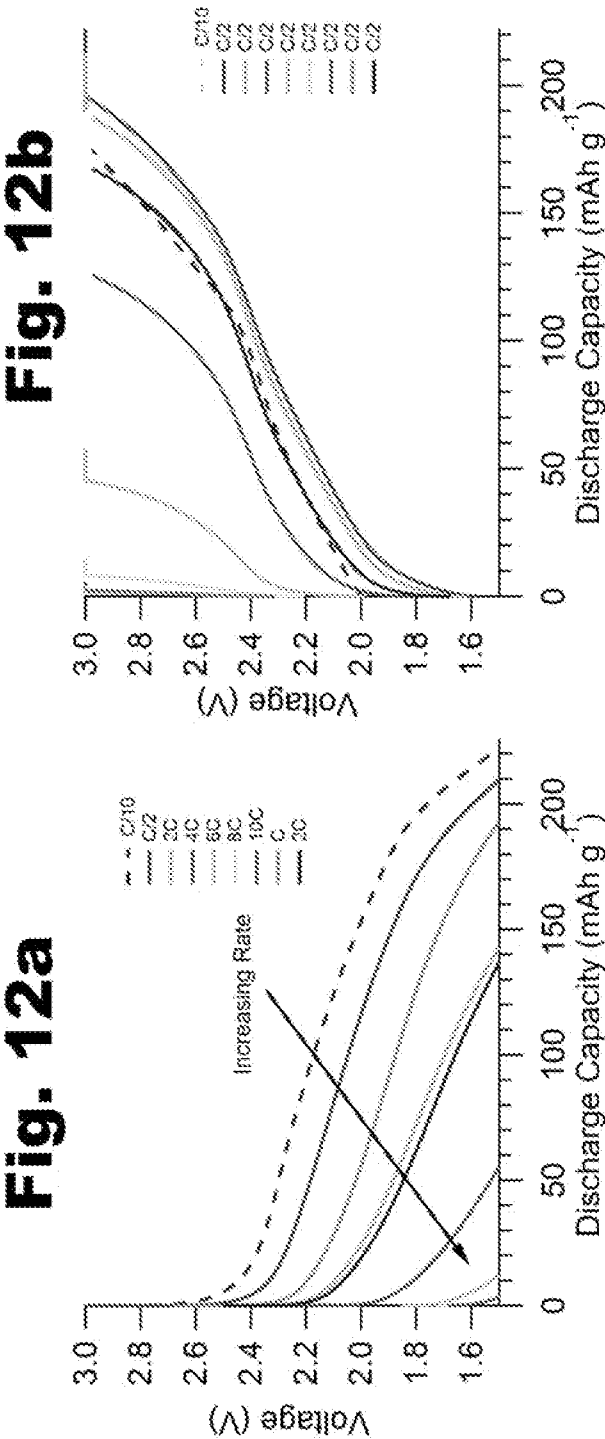 Fig. 12a
3.0
2.8
2.6
2.4
2.2
2.0
1.8
1.6
Voltage (V)
0
50
100
150
200
Discharge Capacity (mAh g⁻¹)
Increasing Rate
C/10
C/2
2C
4C
6C
8C
10C
C
2C
Fig. 12b
3.0
2.8
2.6
2.4
2.2
2.0
1.8
1.6
Voltage (V)
0
50
100
150
200
Discharge Capacity (mAh g⁻¹)
C/10
C/2
C/2
C/2
C/2
C/2
C/2
C/2
C/2